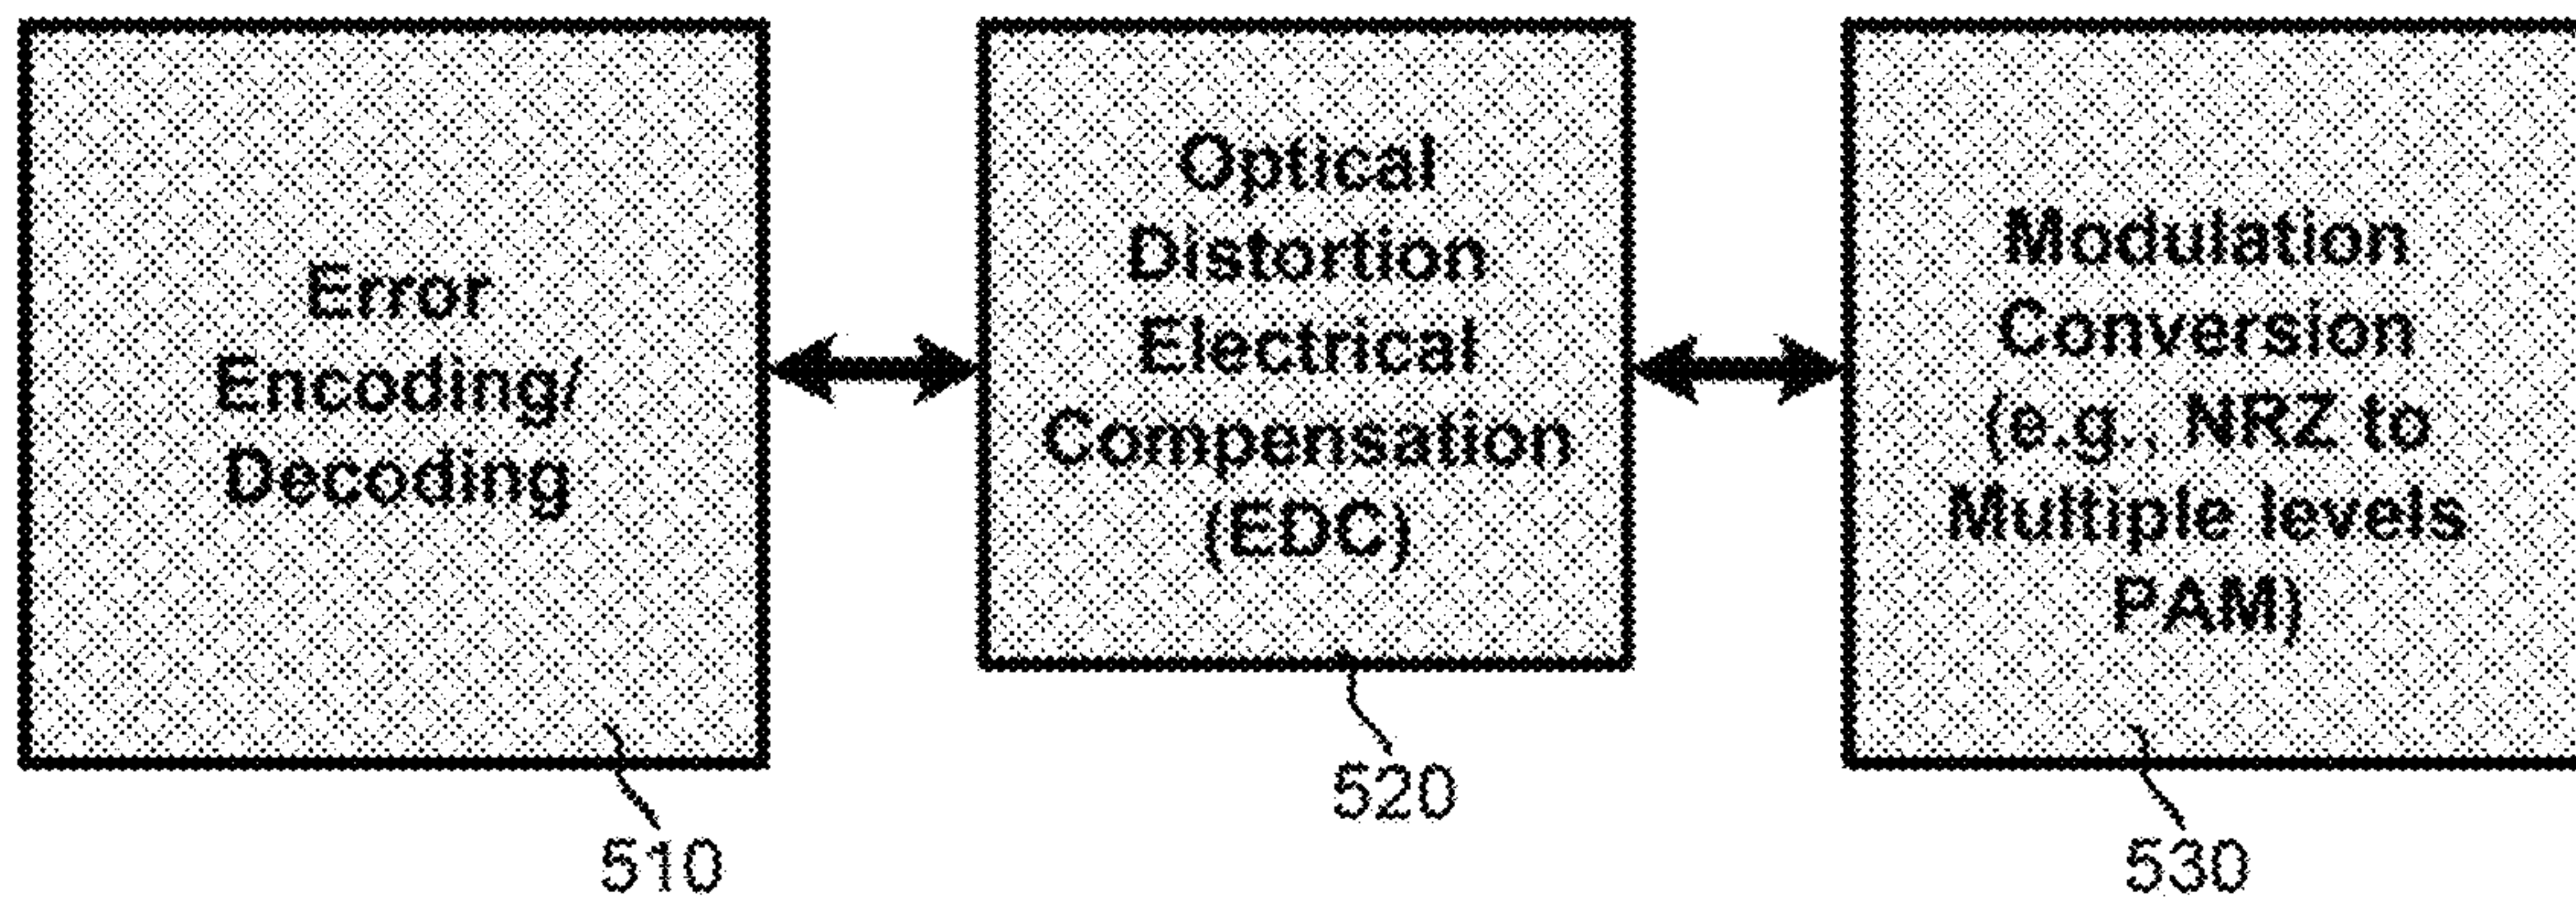 Error
Encoding/
Decoding
510
Optical
Distortion
Electrical
Compensation
(EDC)
520
Modulation
Conversion
(e.g., NRZ to
Multiple levels
PAM)
530